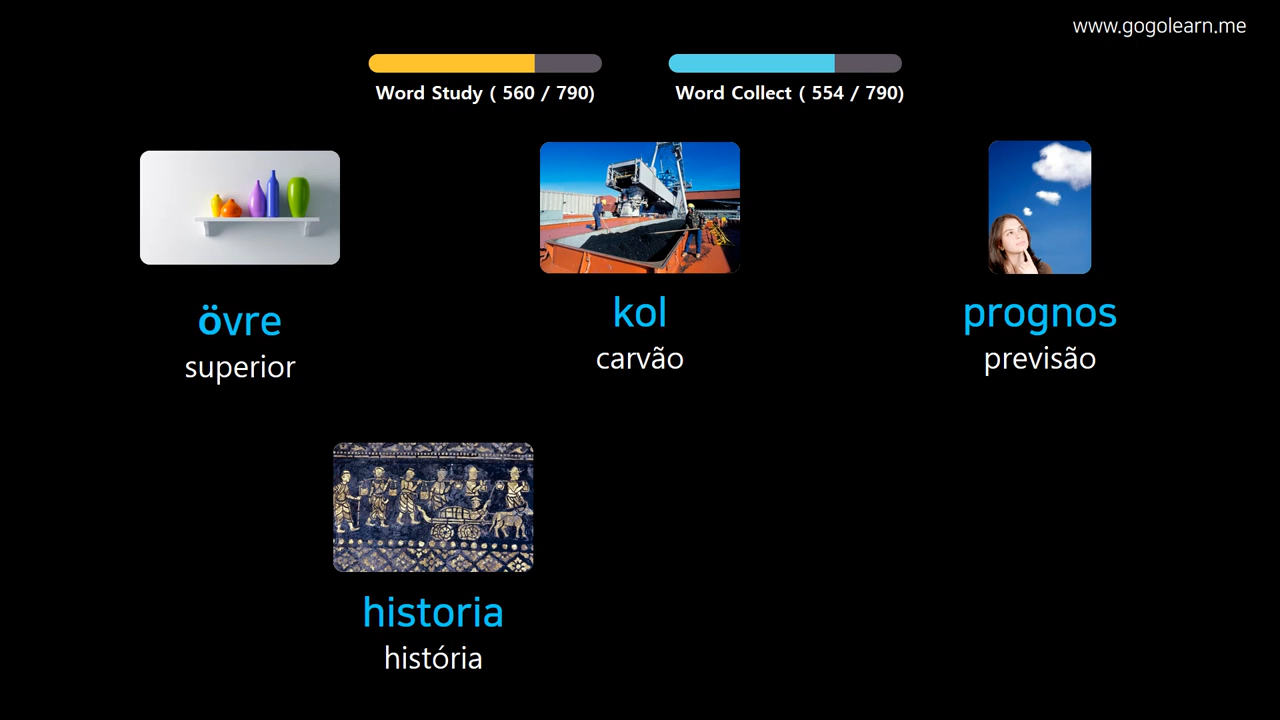 www.gogolearn.me
Word Study ( 560 / 790)
Word Collect ( 554 / 790)
övre
superior
kol
carvão
prognos
previsão
historia
história